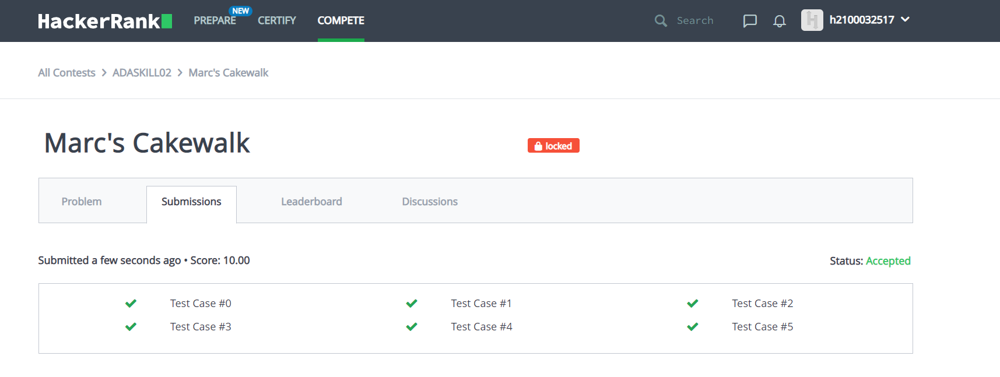 HackerRank PREPARE NEW CERTIFY COMPETE Search h2100032517
All Contests > ADASKILL02 > Marc's Cakewalk
Marc's Cakewalk locked
Problem Submissions Leaderboard Discussions
Submitted a few seconds ago • Score: 10.00 Status: Accepted
Test Case #0 Test Case #1 Test Case #2
Test Case #3 Test Case #4 Test Case #5